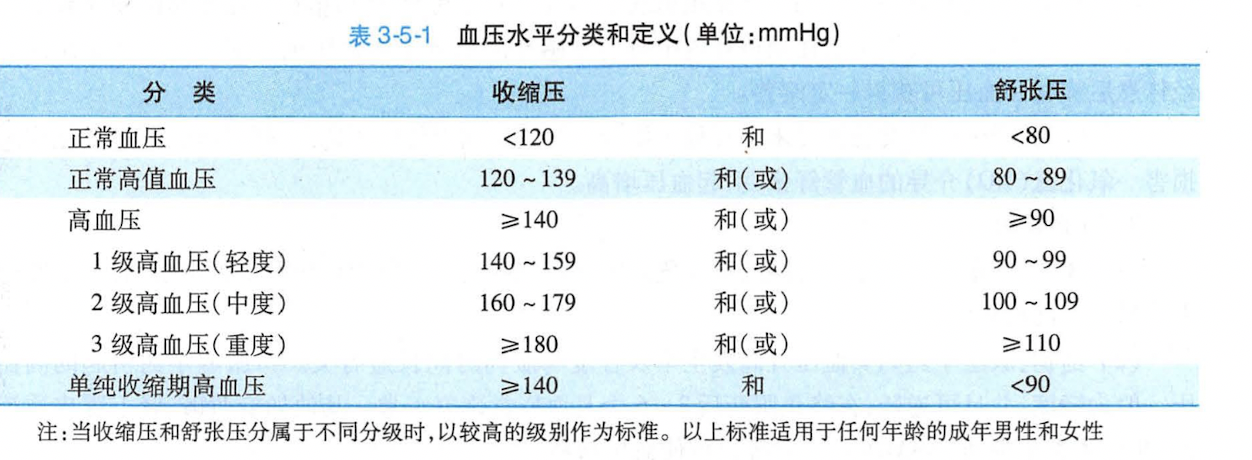 表 3-5-1 血压水平分类和定义(单位:mmHg)
分 类 收缩压 舒张压
正常血压 <120 和 <80
正常高值血压 120~139 和(或) 80~89
高血压 ≥140 和(或) ≥90
1 级高血压(轻度) 140~159 和(或) 90~99
2 级高血压(中度) 160~179 和(或) 100~109
3 级高血压(重度) ≥180 和(或) ≥110
单纯收缩期高血压 ≥140 和 <90
注:当收缩压和舒张压分属于不同分级时,以较高的级别作为标准。以上标准适用于任何年龄的成年男性和女性